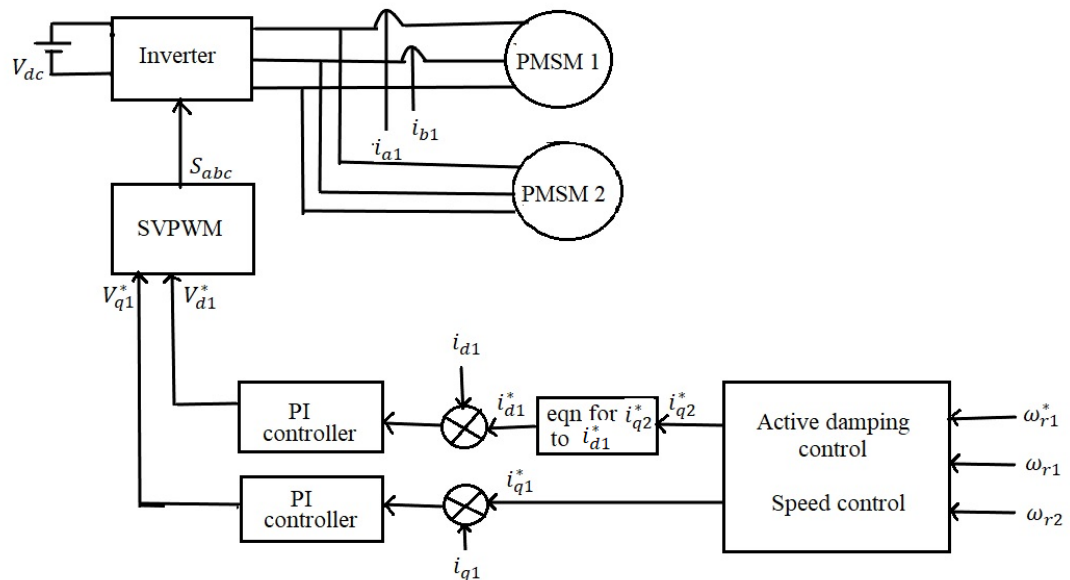 Inverter
V_dc
PMSM 1
i_b1
i_a1
S_abc
PMSM 2
SVPWM
V*_q1
V*_d1
i_d1
PI
controller
i*_d1
eqn for i*_q2
to i*_d1
i*_q2
Active damping
control
Speed control
ω*_r1
ω_r1
ω_r2
PI
controller
i*_q1
i_q1